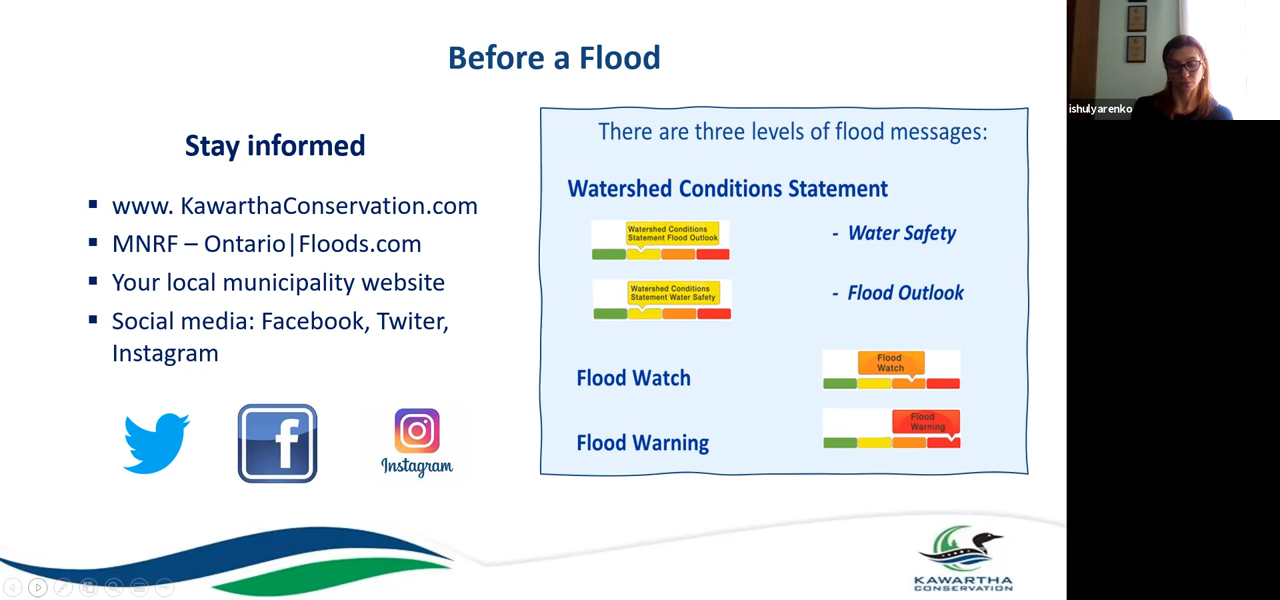 Before a Flood
Stay informed
www. KawarthaConservation.com
MNRF – Ontario|Floods.com
Your local municipality website
Social media: Facebook, Twiter,
Instagram
Instagram
There are three levels of flood messages:
Watershed Conditions Statement
Watershed Conditions
Statement Flood Outlook
- Water Safety
Watershed Conditions
Statement Water Safety
- Flood Outlook
Flood Watch
Flood
Watch
Flood Warning
Flood
Warning
KAWARTHA
CONSERVATION
ishulyarenko